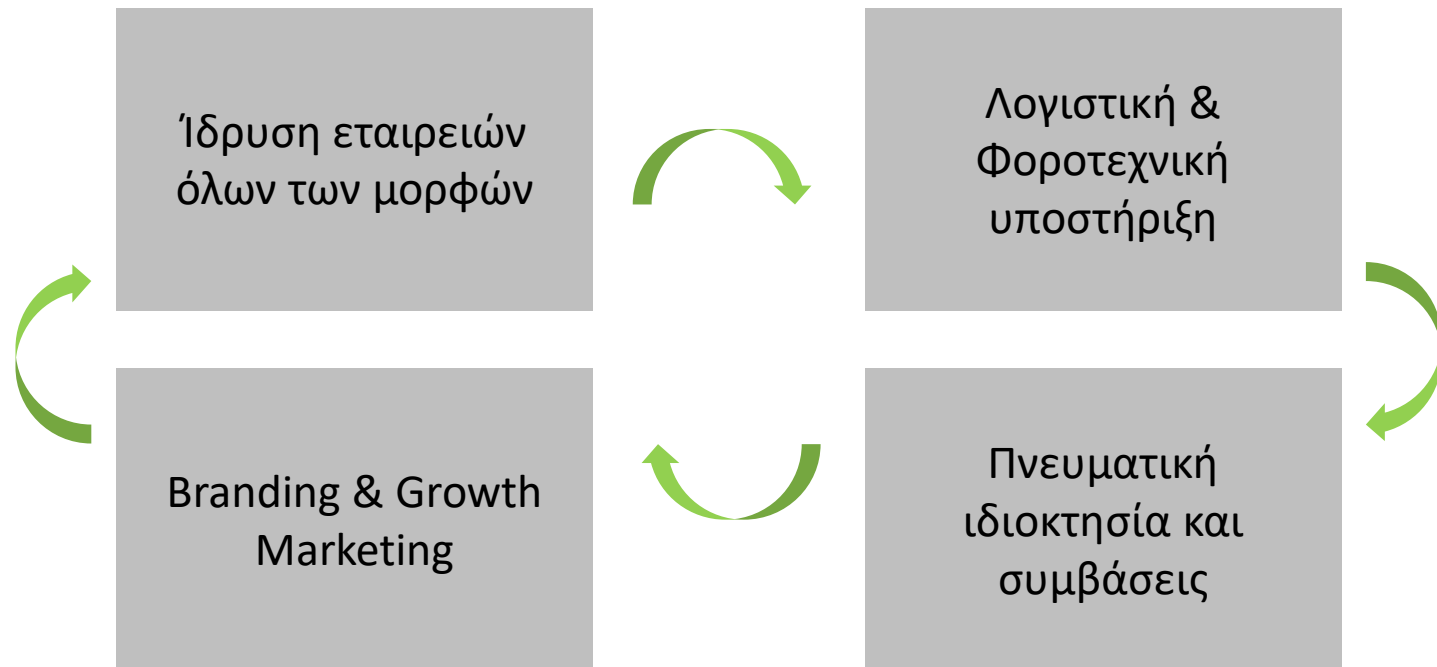 Ίδρυση εταιρειών
όλων των μορφών
Λογιστική &
Φοροτεχνική
υποστήριξη
Branding & Growth
Marketing
Πνευματική
ιδιοκτησία και
συμβάσεις